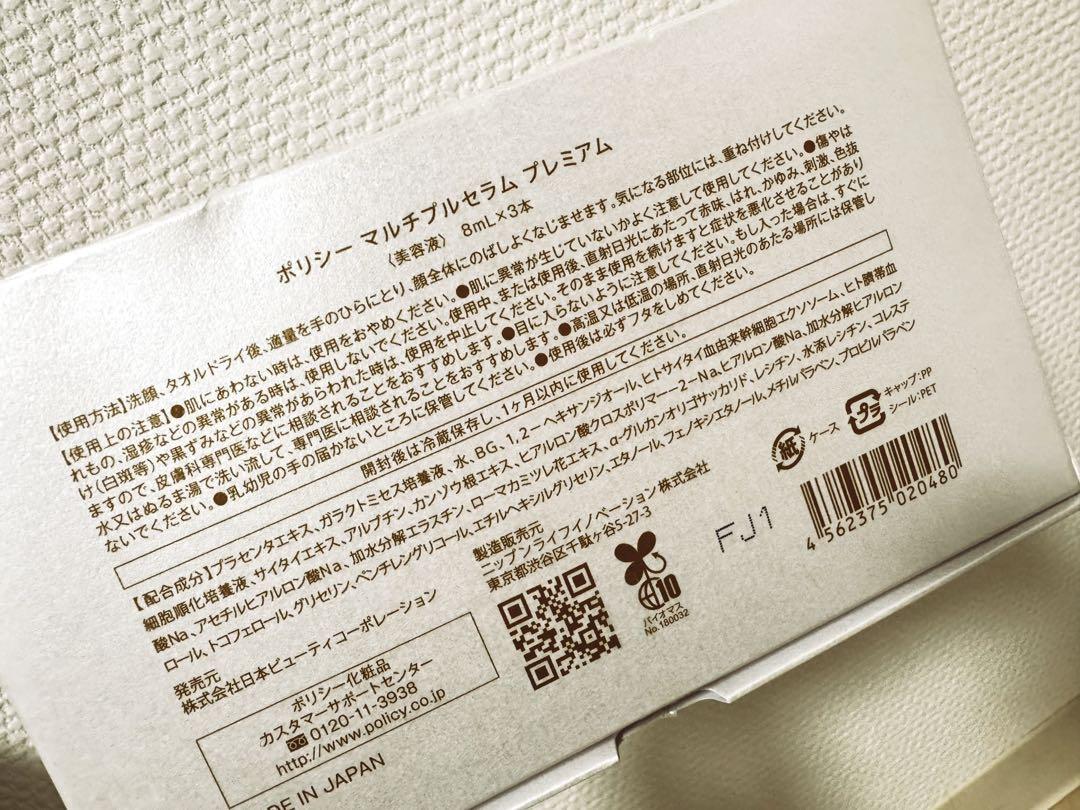 ポリシー マルチプルセラム プレミアム
〈美容液〉 8mL×3本
【使用方法】洗顔、タオルドライ後、適量を手のひらにとり、顔全体にのばしよくなじませます。気になる部位には、重ね付けしてください。
【使用上の注意】●肌にあわない時は、使用をおやめください。●肌に異常が生じていないかよく注意して使用してください。●傷やは
れもの、湿疹などの異常がある時は、使用しないでください。使用中、または使用後、直射日光にあたって赤味、はれ、かゆみ、刺激、色抜
け(白斑等)や黒ずみなどの異常があらわれた時は、使用を中止してください。そのまま使用を続けますと症状を悪化させることがあり
ますので、皮膚科専門医などに相談されることをおすすめします。●目に入らないように注意してください。もし入った場合は、すぐに
水又はぬるま湯で洗い流して、専門医に相談されることをおすすめします。●高温又は低温の場所、直射日光のあたる場所には保管し
ないでください。●乳幼児の手の届かないところに保管してください。●使用後は必ずフタをしめてください。
開封後は冷蔵保存し、1ヶ月以内に使用してください。
【配合成分】プラセンタエキス、ガラクトミセス培養液、水、BG、1,2-ヘキサンジオール、ヒトサイタイ血由来幹細胞エクソソーム、ヒト臍帯血
細胞順化培養液、サイタイエキス、アルブチン、カンゾウ根エキス、ヒアルロン酸クロスポリマー-2-Na、ヒアルロン酸Na、加水分解ヒアルロン
酸Na、アセチルヒアルロン酸Na、加水分解エラスチン、ローマカミツレ花エキス、α-グルカンオリゴサッカリド、レシチン、水添レシチン、コレステ
ロール、トコフェロール、グリセリン、ペンチレングリコール、エチルヘキシルグリセリン、エタノール、フェノキシエタノール、メチルパラベン、プロピルパラベン
発売元
株式会社日本ビューティコーポレーション
製造販売元
ニップンライフイノベーション株式会社
東京都渋谷区千駄ヶ谷5-27-3
ポリシー化粧品
カスタマーサポートセンター
0120-11-3938
http://www.policy.co.jp
DE IN JAPAN
10
バイオマス
No.180032
FJ1
紙
ケース
プラ
キャップ:PP
シール:PET
4 562375 020480